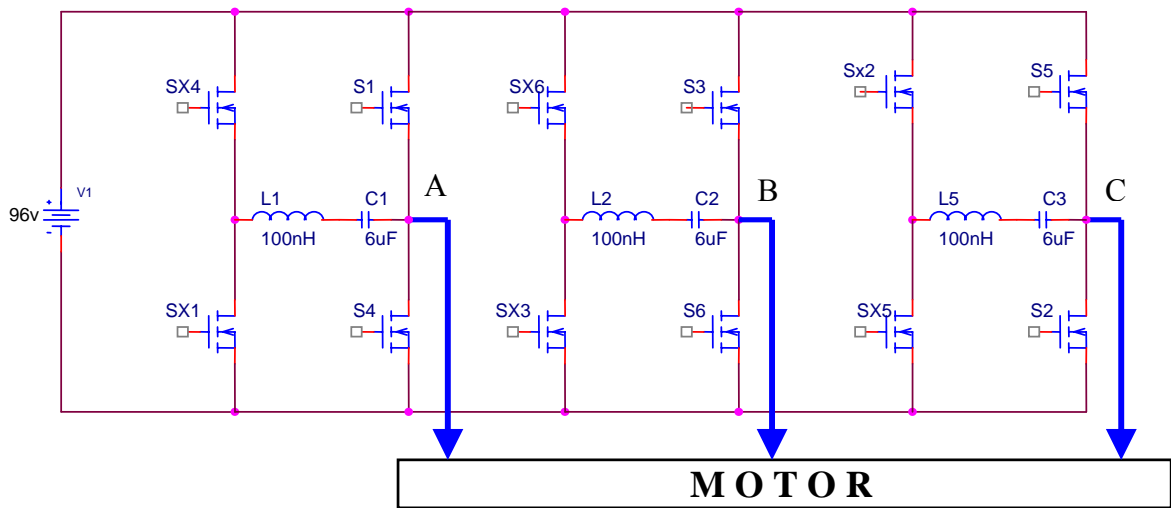 SX4 S1 SX6 S3 Sx2 S5
+ V1 96v -
L1 C1 A L2 C2 B L5 C3 C
100nH 6uF 100nH 6uF 100nH 6uF
SX1 S4 SX3 S6 SX5 S2
M O T O R